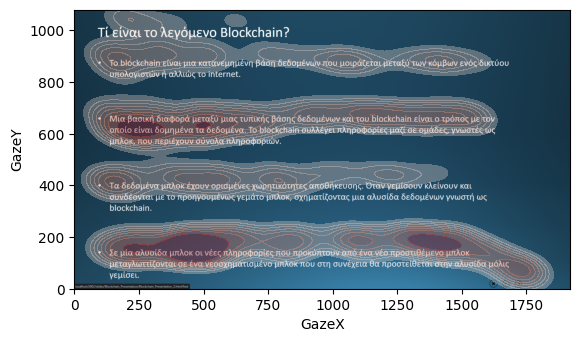 Τί είναι το λεγόμενο Blockchain?
• Το blockchain είναι μια κατανεμημένη βάση δεδομένων που μοιράζεται μεταξύ των κόμβων ενός δικτύου
υπολογιστών ή αλλιώς το internet.
• Μια βασική διαφορά μεταξύ μιας τυπικής βάσης δεδομένων και του blockchain είναι ο τρόπος με τον
οποίο είναι δομημένα τα δεδομένα. Το blockchain συλλέγει πληροφορίες μαζί σε ομάδες, γνωστές ως
μπλοκ, που περιέχουν σύνολα πληροφοριών.
• Τα δεδομένα μπλοκ έχουν ορισμένες χωρητικότητες αποθήκευσης. Όταν γεμίσουν κλείνουν και
συνδέονται με το προηγουμένως γεμάτο μπλοκ, σχηματίζοντας μια αλυσίδα δεδομένων γνωστή ως
blockchain.
• Σε μία αλυσίδα μπλοκ οι νέες πληροφορίες που προκύπτουν από ένα νέο προστιθέμενο μπλοκ
μεταγλωττίζονται σε ένα νεοσχηματισμένο μπλοκ που στη συνέχεια θα προστίθεται στην αλυσίδα μόλις
γεμίσει.
GazeY
1000
800
600
400
200
0
0 250 500 750 1000 1250 1500 1750
GazeX